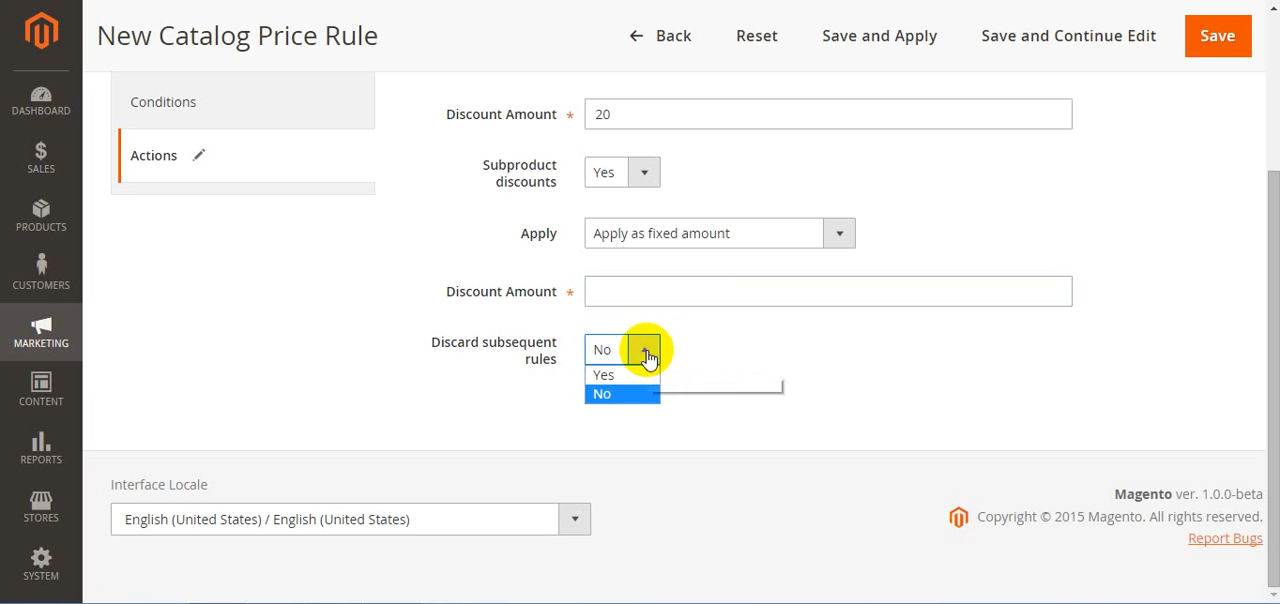 New Catalog Price Rule
Back
Reset
Save and Apply
Save and Continue Edit
Save
DASHBOARD
SALES
PRODUCTS
CUSTOMERS
MARKETING
CONTENT
REPORTS
STORES
SYSTEM
Conditions
Actions
Discount Amount *
20
Subproduct
discounts
Yes
Apply
Apply as fixed amount
Discount Amount *
Discard subsequent
rules
No
Yes
No
Interface Locale
English (United States) / English (United States)
Magento ver. 1.0.0-beta
Copyright © 2015 Magento. All rights reserved.
Report Bugs